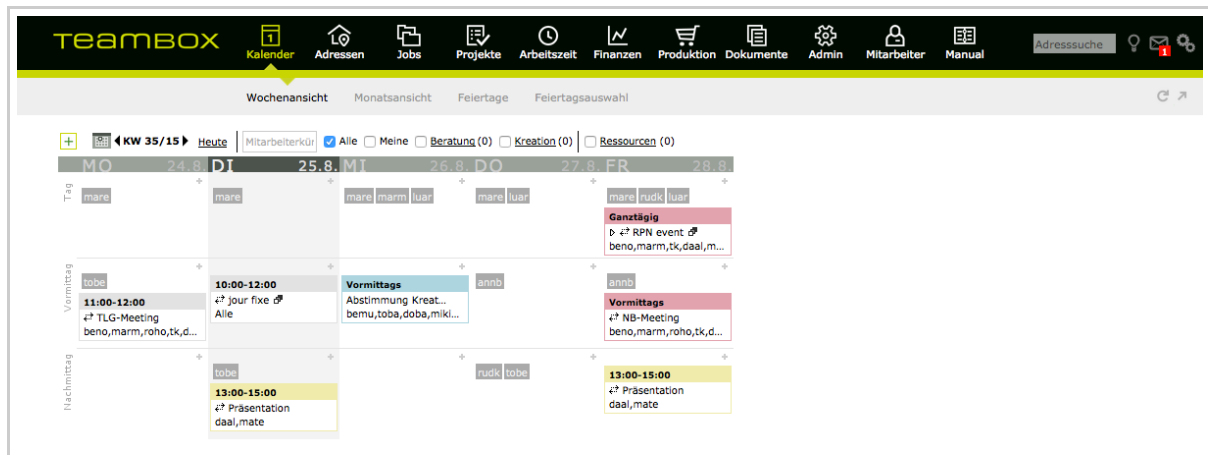 TEAMBOX
1
Kalender Adressen Jobs Projekte Arbeitszeit Finanzen Produktion Dokumente Admin Mitarbeiter Manual
Adresssuche
1
Wochenansicht Monatsansicht Feiertage Feiertagsauswahl
+ KW 35/15 Heute Mitarbeiterkür Alle Meine Beratung (0) Kreation (0) Ressourcen (0)
MO 24.8. DI 25.8. MI 26.8. DO 27.8. FR 28.8.
Tag
mare mare mare marm luar mare luar mare rudk luar
Ganztägig
RPN event
beno,marm,tk,daal,m...
Vormittag
tobe 10:00-12:00 Vormittags annb annb
11:00-12:00 jour fixe Abstimmung Kreat... Vormittags
TLG-Meeting Alle bemu,toba,doba,miki... NB-Meeting
beno,marm,roho,tk,d... beno,marm,roho,tk,d...
Nachmittag
tobe rudk tobe 13:00-15:00
13:00-15:00 Präsentation
Präsentation daal,mate
daal,mate